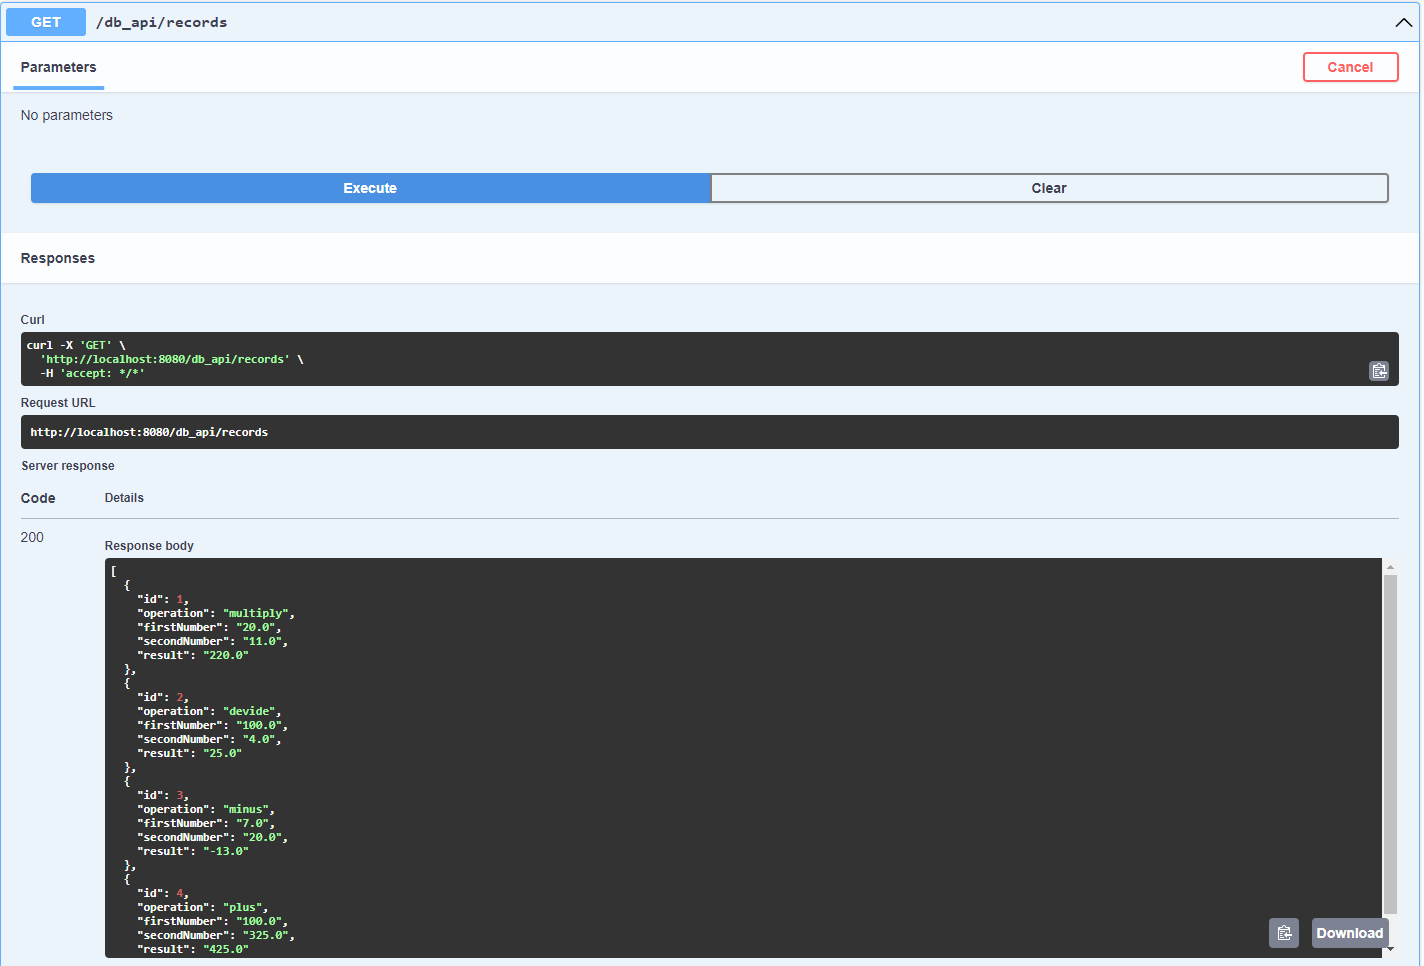 GET /db_api/records
Parameters
Cancel
No parameters
Execute
Clear
Responses
Curl
curl -X 'GET' \
  'http://localhost:8080/db_api/records' \
  -H 'accept: */*'
Request URL
http://localhost:8080/db_api/records
Server response
Code Details
200
Response body
[
  {
    "id": 1,
    "operation": "multiply",
    "firstNumber": "20.0",
    "secondNumber": "11.0",
    "result": "220.0"
  },
  {
    "id": 2,
    "operation": "devide",
    "firstNumber": "100.0",
    "secondNumber": "4.0",
    "result": "25.0"
  },
  {
    "id": 3,
    "operation": "minus",
    "firstNumber": "7.0",
    "secondNumber": "20.0",
    "result": "-13.0"
  },
  {
    "id": 4,
    "operation": "plus",
    "firstNumber": "100.0",
    "secondNumber": "325.0",
    "result": "425.0"
Download